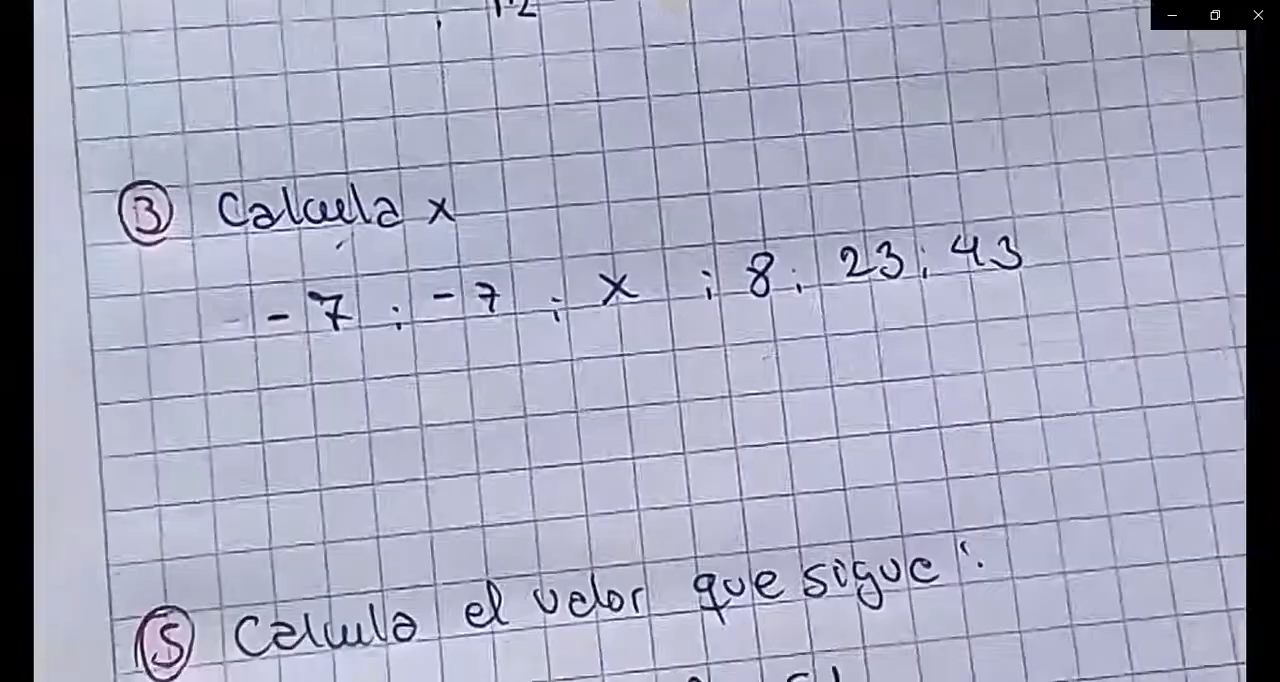 ③ Calcula x
- 7 ; - 7 ; x ; 8 ; 23 ; 43
⑤ Calcula el valor que sigue :